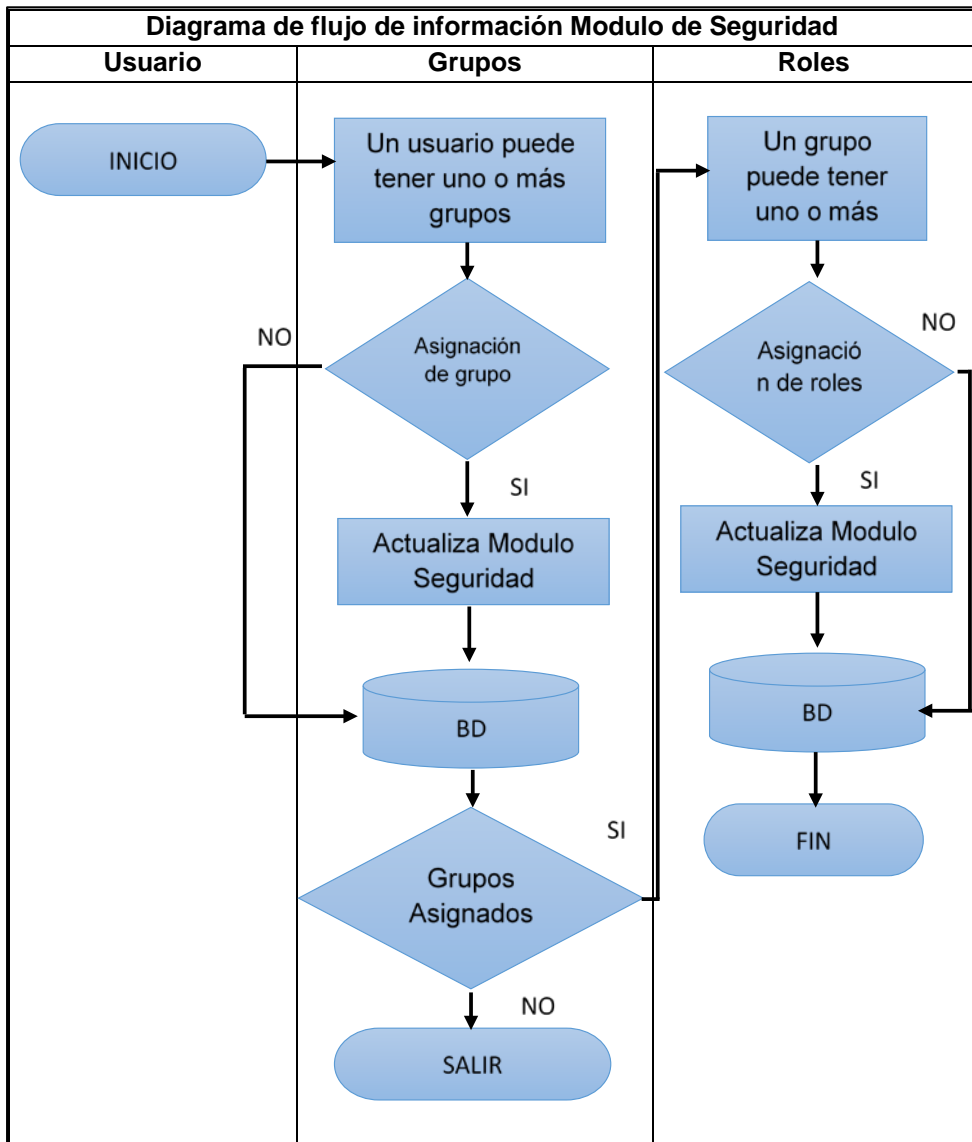 Diagrama de flujo de información Modulo de Seguridad
Usuario
Grupos
Roles
INICIO
Un usuario puede
tener uno o más
grupos
NO
Asignación
de grupo
SI
Actualiza Modulo
Seguridad
BD
SI
Grupos
Asignados
NO
SALIR
Un grupo
puede tener
uno o más
NO
Asignació
n de roles
SI
Actualiza Modulo
Seguridad
BD
FIN